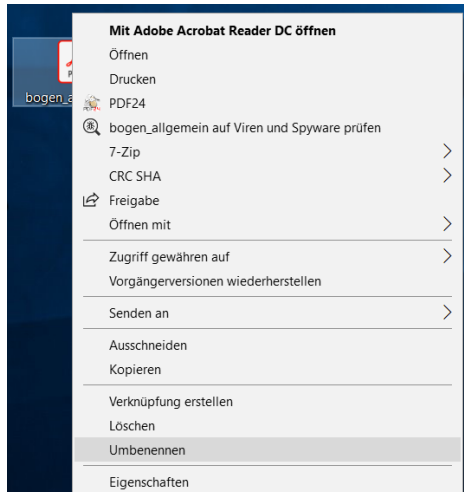 Mit Adobe Acrobat Reader DC öffnen
Öffnen
Drucken
PDF24
bogen_allgemein auf Viren und Spyware prüfen
7-Zip
CRC SHA
Freigabe
Öffnen mit
Zugriff gewähren auf
Vorgängerversionen wiederherstellen
Senden an
Ausschneiden
Kopieren
Verknüpfung erstellen
Löschen
Umbenennen
Eigenschaften